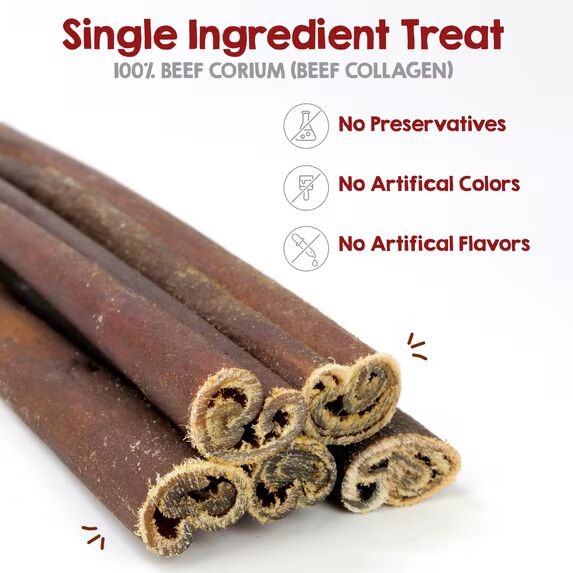 Single Ingredient Treat
100% BEEF CORIUM (BEEF COLLAGEN)
No Preservatives
No Artifical Colors
No Artifical Flavors